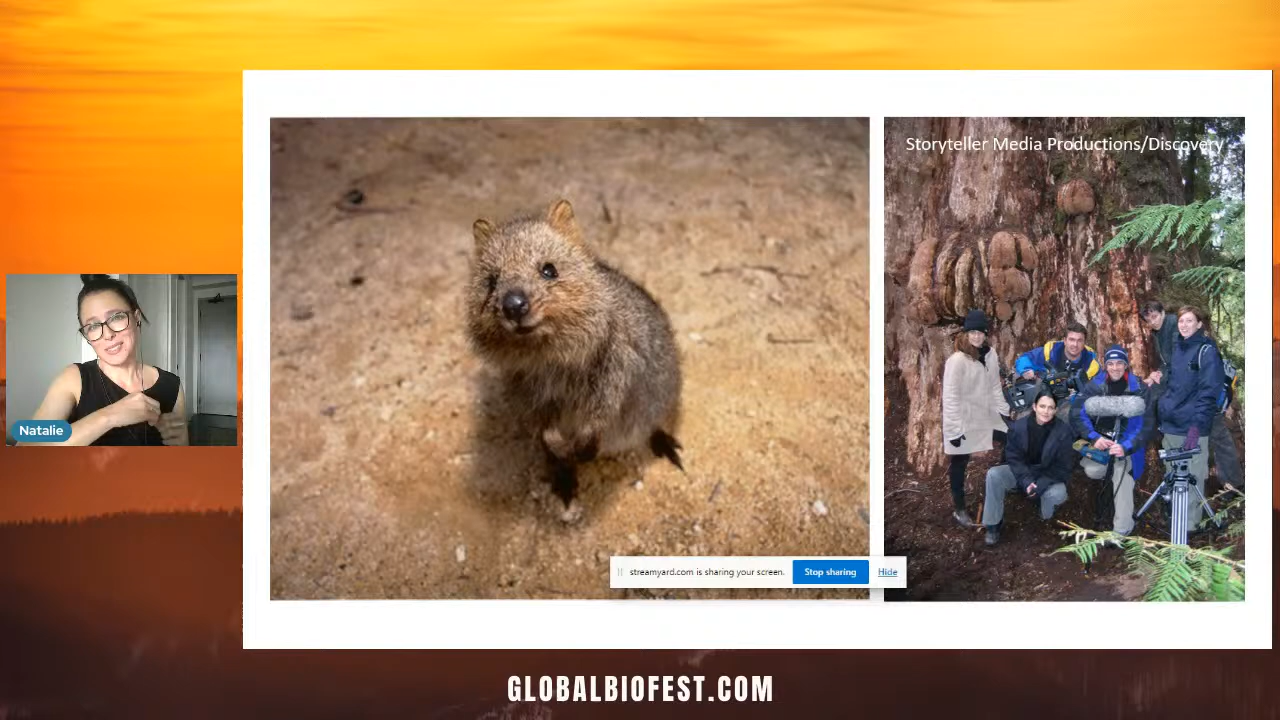 Storyteller Media Productions/Discovery
Natalie
streamyard.com is sharing your screen.
Stop sharing
Hide
GLOBALBIOFEST.COM